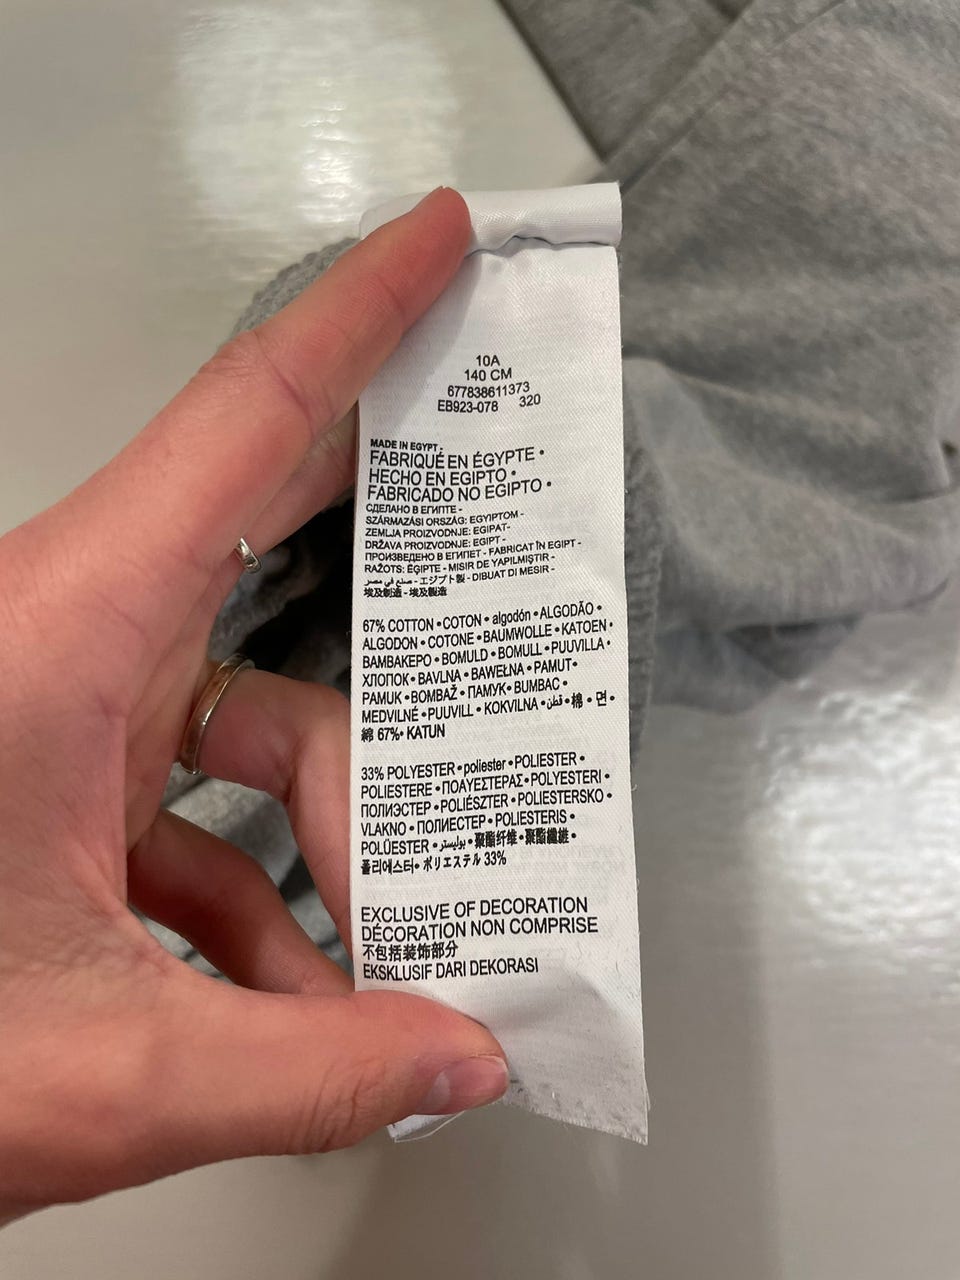 10A
140 CM
677838611373
EB923-078 320
MADE IN EGYPT -
FABRIQUÉ EN ÉGYPTE •
HECHO EN EGIPTO •
FABRICADO NO EGIPTO •
СДЕЛАНО В ЕГИПТЕ -
SZÁRMAZÁSI ORSZÁG: EGYIPTOM -
ZEMLJA PROIZVODNJE: EGIPAT-
DRŽAVA PROIZVODNJE: EGIPT -
ПРОИЗВЕДЕНО В ЕГИПЕТ - FABRICAT ÎN EGIPT -
RAŽOTS: ĒĢIPTE - MISIR DE YAPILMIŞTIR -
صنع في مصر - エジプト製 - DIBUAT DI MESIR -
埃及制造 - 埃及製造
67% COTTON • COTON • algodón • ALGODÃO •
ALGODON • COTONE • BAUMWOLLE • KATOEN •
ΒΑΜΒΑΚΕΡΟ • BOMULD • BOMULL • PUUVILLA •
ХЛОПОК • BAVLNA • BAWEŁNA • PAMUT•
PAMUK • BOMBAŽ • ПАМУК• BUMBAC •
MEDVILNĖ • PUUVILL • KOKVILNA • قطن • 棉 • 면 •
綿 67%• KATUN
33% POLYESTER • poliester • POLIESTER •
POLIESTERE • ΠΟΛΥΕΣΤΕΡΑΣ • POLYESTERI •
ПОЛИЭСТЕР • POLIÉSZTER • POLIESTERSKO •
VLAKNO • ПОЛИЕСТЕР • POLIESTERIS •
POLÜESTER • بوليستر • 聚酯纤维 • 聚酯纖維 •
폴리에스터• ポリエステル 33%
EXCLUSIVE OF DECORATION
DÉCORATION NON COMPRISE
不包括装饰部分
EKSKLUSIF DARI DEKORASI